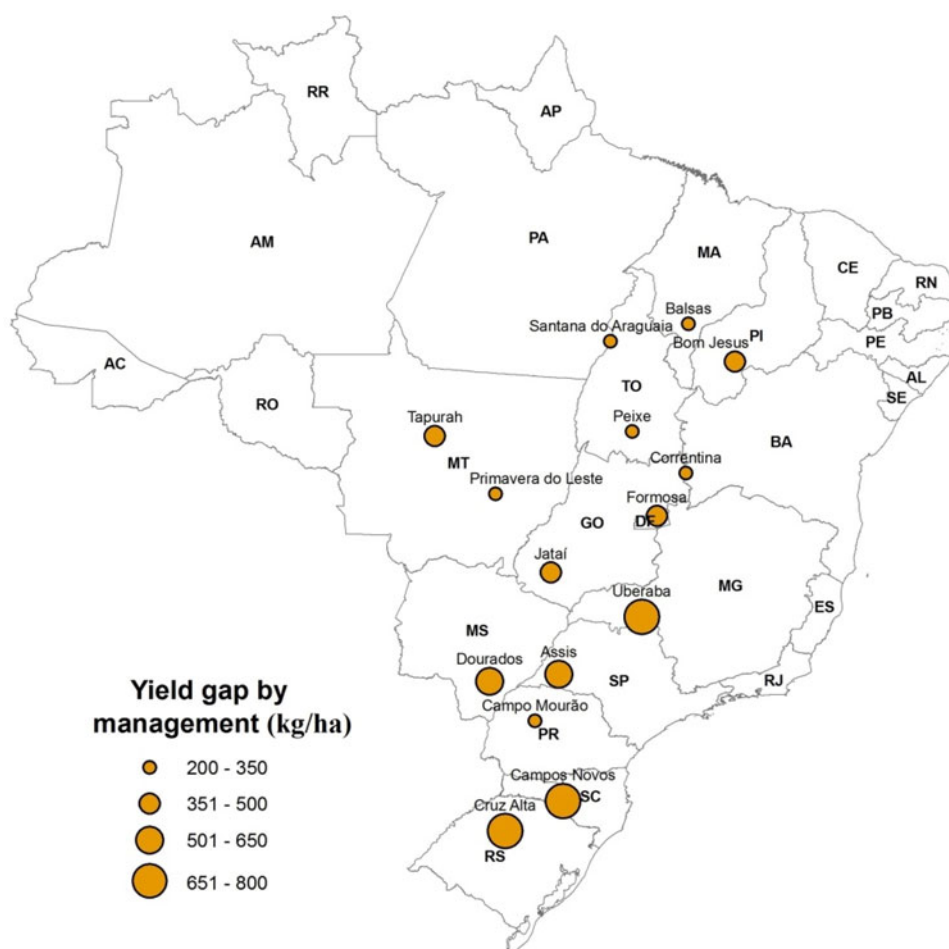 RR
AP
AM
PA
MA
CE
RN
Balsas
PB
Santana do Araguaia
PI
PE
Bom Jesus
AC
AL
TO
SE
RO
Tapurah
Peixe
BA
MT
Correntina
Primavera do Leste
Formosa
GO
DF
Jataí
MG
Uberaba
ES
MS
Assis
Dourados
SP
RJ
Campo Mourão
PR
Campos Novos
SC
Cruz Alta
RS
Yield gap by
management (kg/ha)
200 - 350
351 - 500
501 - 650
651 - 800